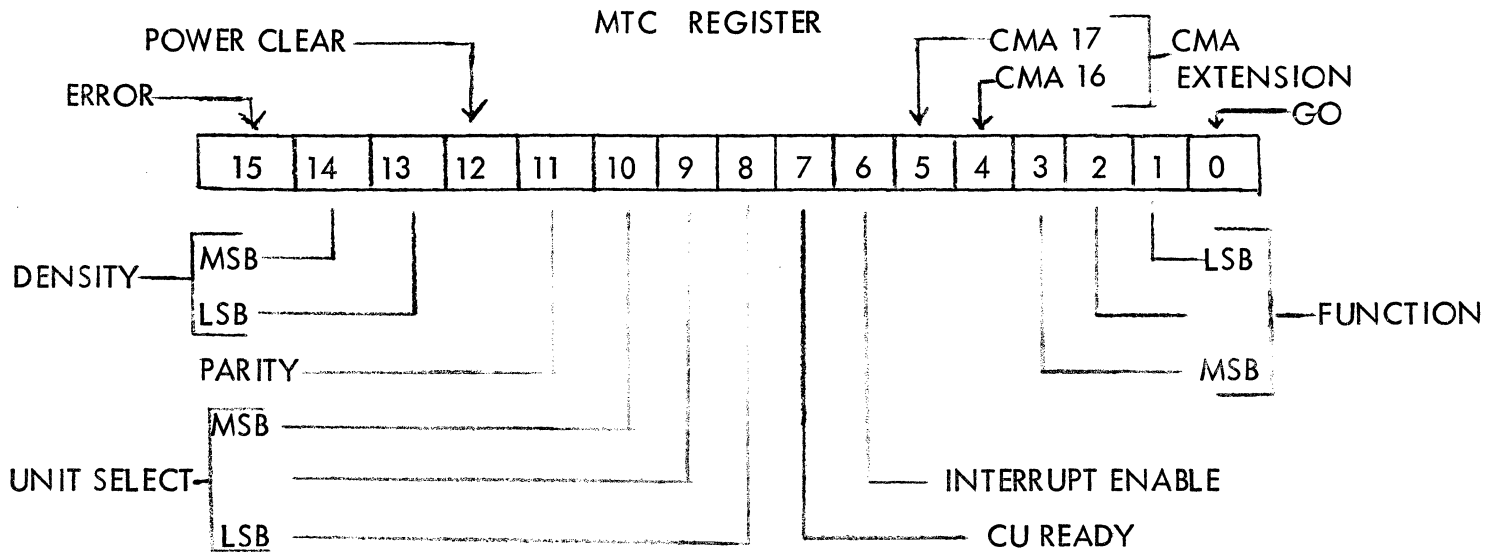 MTC REGISTER
POWER CLEAR
CMA 17
CMA
CMA 16
EXTENSION
ERROR
GO
15 14 13 12 11 10 9 8 7 6 5 4 3 2 1 0
MSB
LSB
DENSITY
LSB
FUNCTION
PARITY
MSB
MSB
UNIT SELECT
INTERRUPT ENABLE
LSB
CU READY